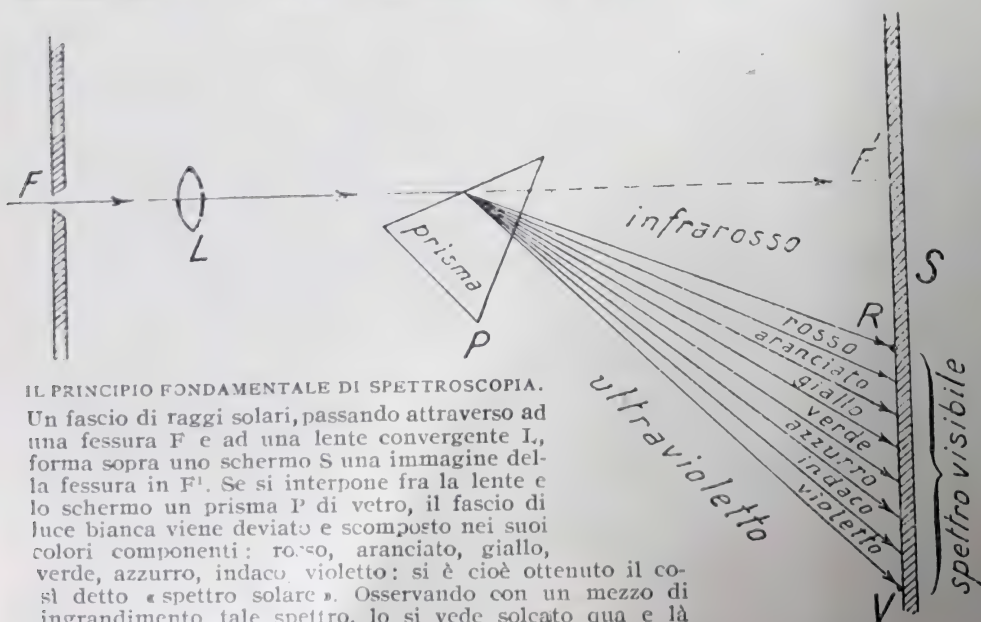 F
L
prisma
P
F'
infrarosso
S
R
rosso
aranciato
giallo
verde
azzurro
indaco
violetto
V
ultravioletto
spettro visibile
IL PRINCIPIO FONDAMENTALE DI SPETTROSCOPIA.
Un fascio di raggi solari, passando attraverso ad
una fessura F e ad una lente convergente L,
forma sopra uno schermo S una immagine del-
la fessura in F¹. Se si interpone fra la lente e
lo schermo un prisma P di vetro, il fascio di
luce bianca viene deviato e scomposto nei suoi
colori componenti: rosso, aranciato, giallo,
verde, azzurro, indaco violetto: si è cioè ottenuto il co-
sì detto « spettro solare ». Osservando con un mezzo di
ingrandimento tale spettro, lo si vede solcato qua e là